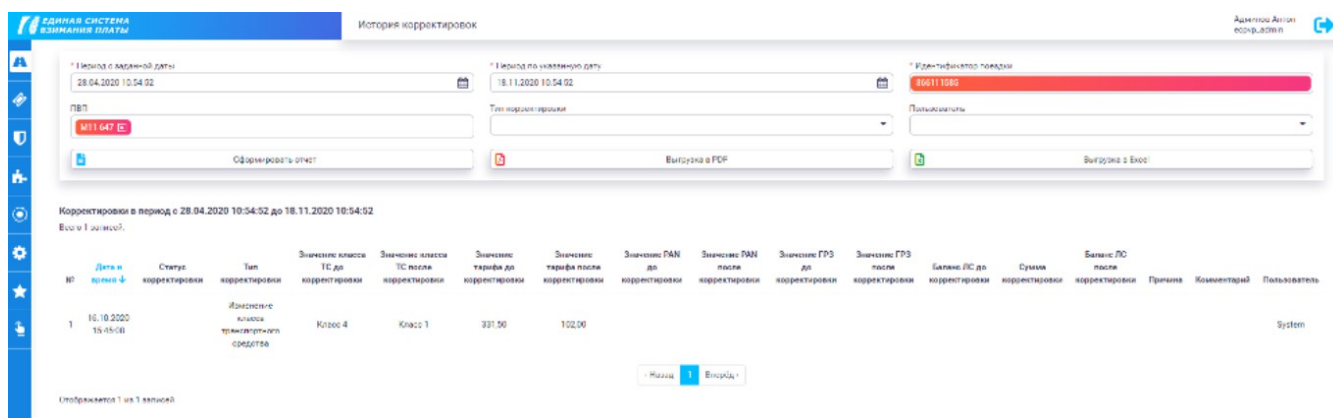 ЕДИНАЯ СИСТЕМА
ВЗИМАНИЯ ПЛАТЫ
История корректировок
Админов Антон
* Период с заданной даты
* Период по указанную дату
* Идентификатор поездки
28.04.2020 10:54:52
18.11.2020 10:54:52
ПВП
Тип корректировки
Пользователь
М11 647
Сформировать отчет
Выгрузка в PDF
Выгрузка в Excel
Корректировки в период с 28.04.2020 10:54:52 до 18.11.2020 10:54:52
Всего 1 записей.
№
Дата и
время
Статус
корректировки
Тип
корректировки
Значение класса
ТС до
корректировки
Значение класса
ТС после
корректировки
Значение
тарифа до
корректировки
Значение
тарифа после
корректировки
Значение PAN
до
корректировки
Значение PAN
после
корректировки
Значение ГРЗ
до
корректировки
Значение ГРЗ
после
корректировки
Баланс ЛС до
корректировки
Сумма
корректировки
Баланс ЛС
после
корректировки
Причина
Комментарий
Пользователь
1
16.10.2020
Изменение
класса
транспортного
средства
Класс 4
Класс 1
331,50
102,00
System
‹ Назад
1
Вперёд ›
Отображается 1 из 1 записей